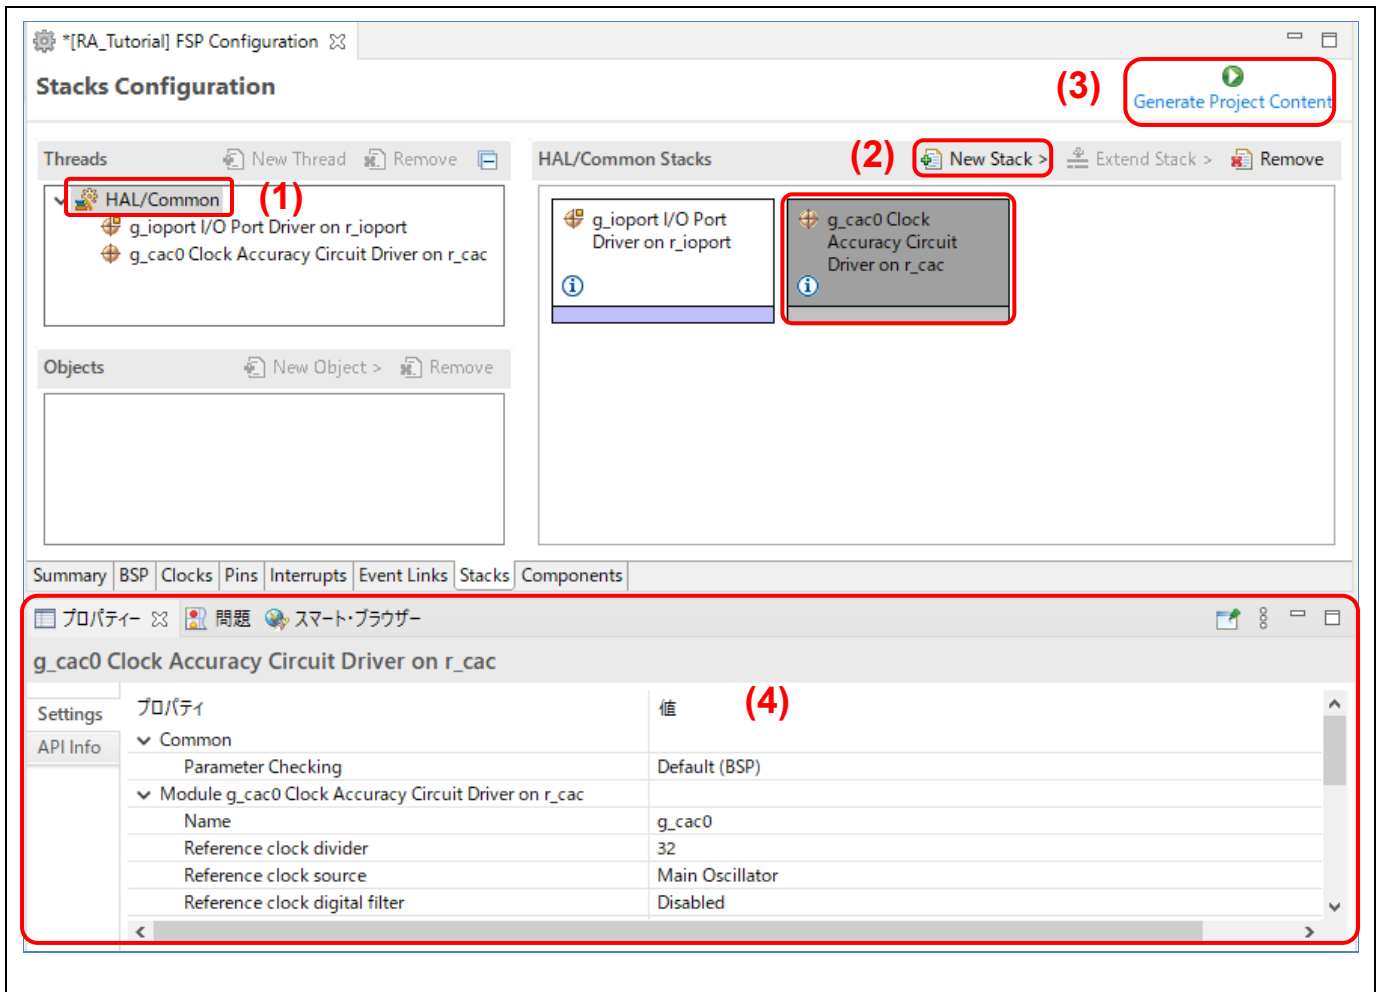 *[RA_Tutorial] FSP Configuration
Stacks Configuration
(3)
Generate Project Content
Threads
New Thread
Remove
HAL/Common
(1)
g_ioport I/O Port Driver on r_ioport
g_cac0 Clock Accuracy Circuit Driver on r_cac
HAL/Common Stacks
(2)
New Stack >
Extend Stack >
Remove
g_ioport I/O Port
Driver on r_ioport
g_cac0 Clock
Accuracy Circuit
Driver on r_cac
Objects
New Object >
Remove
Summary BSP Clocks Pins Interrupts Event Links Stacks Components
プロパティー 問題 スマート・ブラウザー
g_cac0 Clock Accuracy Circuit Driver on r_cac
Settings
API Info
プロパティ 値
(4)
Common
Parameter Checking Default (BSP)
Module g_cac0 Clock Accuracy Circuit Driver on r_cac
Name g_cac0
Reference clock divider 32
Reference clock source Main Oscillator
Reference clock digital filter Disabled